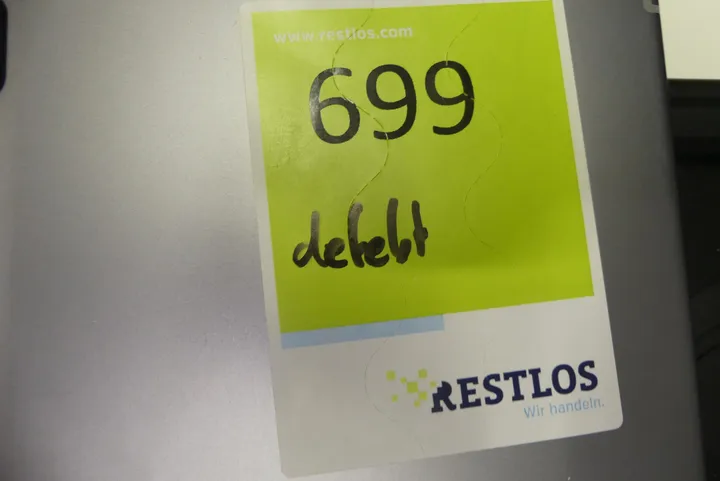 www.restlos.com
699
defekt
RESTLOS
Wir handeln.